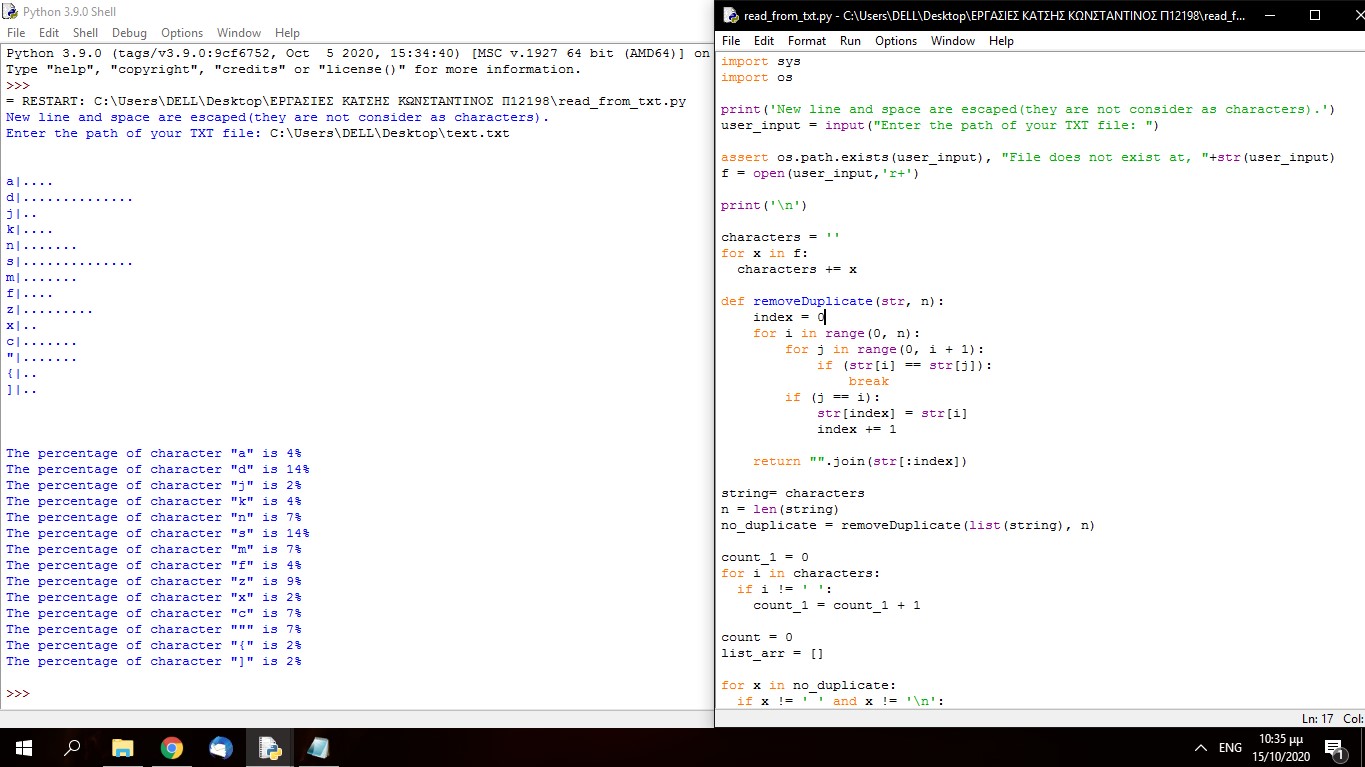 Python 3.9.0 Shell
File Edit Shell Debug Options Window Help
Python 3.9.0 (tags/v3.9.0:9cf6752, Oct  5 2020, 15:34:40) [MSC v.1927 64 bit (AMD64)] on
Type "help", "copyright", "credits" or "license()" for more information.
>>>
= RESTART: C:\Users\DELL\Desktop\ΕΡΓΑΣΙΕΣ ΚΑΤΣΗΣ ΚΩΝΣΤΑΝΤΙΝΟΣ Π12198\read_from_txt.py
New line and space are escaped(they are not consider as characters).
Enter the path of your TXT file: C:\Users\DELL\Desktop\text.txt
a|....
d|..............
j|..
k|....
n|.......
s|..............
m|.......
f|....
z|.........
x|..
c|.......
"|.......
{|..
]|..
The percentage of character "a" is 4%
The percentage of character "d" is 14%
The percentage of character "j" is 2%
The percentage of character "k" is 4%
The percentage of character "n" is 7%
The percentage of character "s" is 14%
The percentage of character "m" is 7%
The percentage of character "f" is 4%
The percentage of character "z" is 9%
The percentage of character "x" is 2%
The percentage of character "c" is 7%
The percentage of character """ is 7%
The percentage of character "{" is 2%
The percentage of character "]" is 2%
>>>
read_from_txt.py - C:\Users\DELL\Desktop\ΕΡΓΑΣΙΕΣ ΚΑΤΣΗΣ ΚΩΝΣΤΑΝΤΙΝΟΣ Π12198\read_f...
File Edit Format Run Options Window Help
import sys
import os
print('New line and space are escaped(they are not consider as characters).')
user_input = input("Enter the path of your TXT file: ")
assert os.path.exists(user_input), "File does not exist at, "+str(user_input)
f = open(user_input,'r+')
print('\n')
characters = ''
for x in f:
  characters += x
def removeDuplicate(str, n):
    index = 0
    for i in range(0, n):
        for j in range(0, i + 1):
            if (str[i] == str[j]):
                break
        if (j == i):
            str[index] = str[i]
            index += 1
    return "".join(str[:index])
string= characters
n = len(string)
no_duplicate = removeDuplicate(list(string), n)
count_1 = 0
for i in characters:
  if i != ' ':
    count_1 = count_1 + 1
count = 0
list_arr = []
for x in no_duplicate:
  if x != ' ' and x != '\n':
Ln: 17 Col:
ENG
10:35 μμ
15/10/2020
1